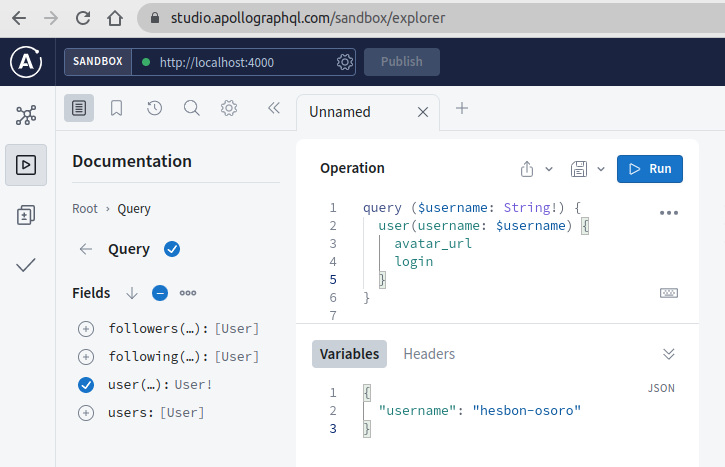 studio.apollographql.com/sandbox/explorer
SANDBOX http://localhost:4000 Publish
Unnamed
Documentation
Root › Query
Query
Fields
followers(…): [User]
following(…): [User]
user(…): User!
users: [User]
Operation Run
1 query ($username: String!) {
2 user(username: $username) {
3 avatar_url
4 login
5 }
6 }
7
Variables Headers
JSON
1 {
2 "username": "hesbon-osoro"
3 }